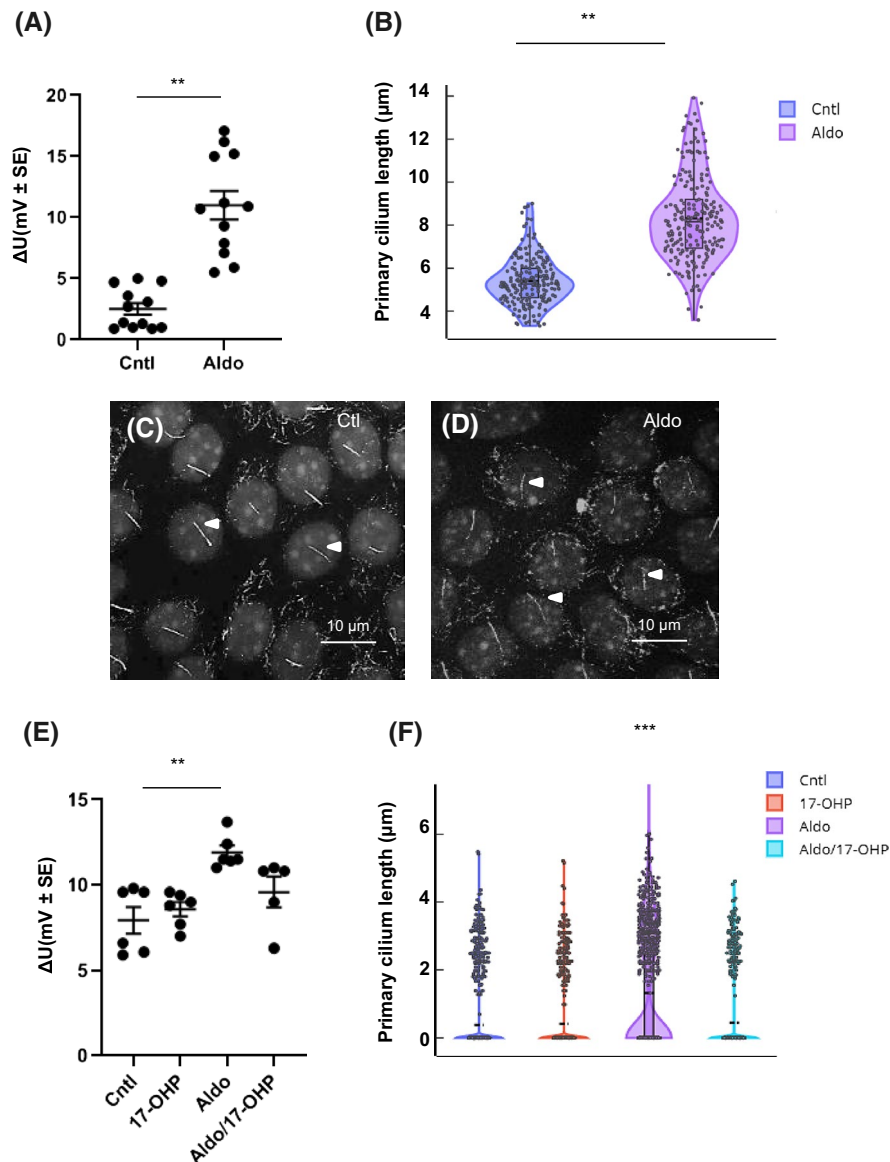 (A)
**
ΔU(mV ± SE)
20
15
10
5
0
Cntl
Aldo
(B)
**
Primary cilium length (µm)
14
12
10
8
6
4
Cntl
Aldo
(C)
Ctl
10 µm
(D)
Aldo
10 µm
(E)
**
ΔU(mV ± SE)
15
10
5
0
Cntl
17-OHP
Aldo
Aldo/17-OHP
(F)
***
Primary cilium length (µm)
6
4
2
0
Cntl
17-OHP
Aldo
Aldo/17-OHP